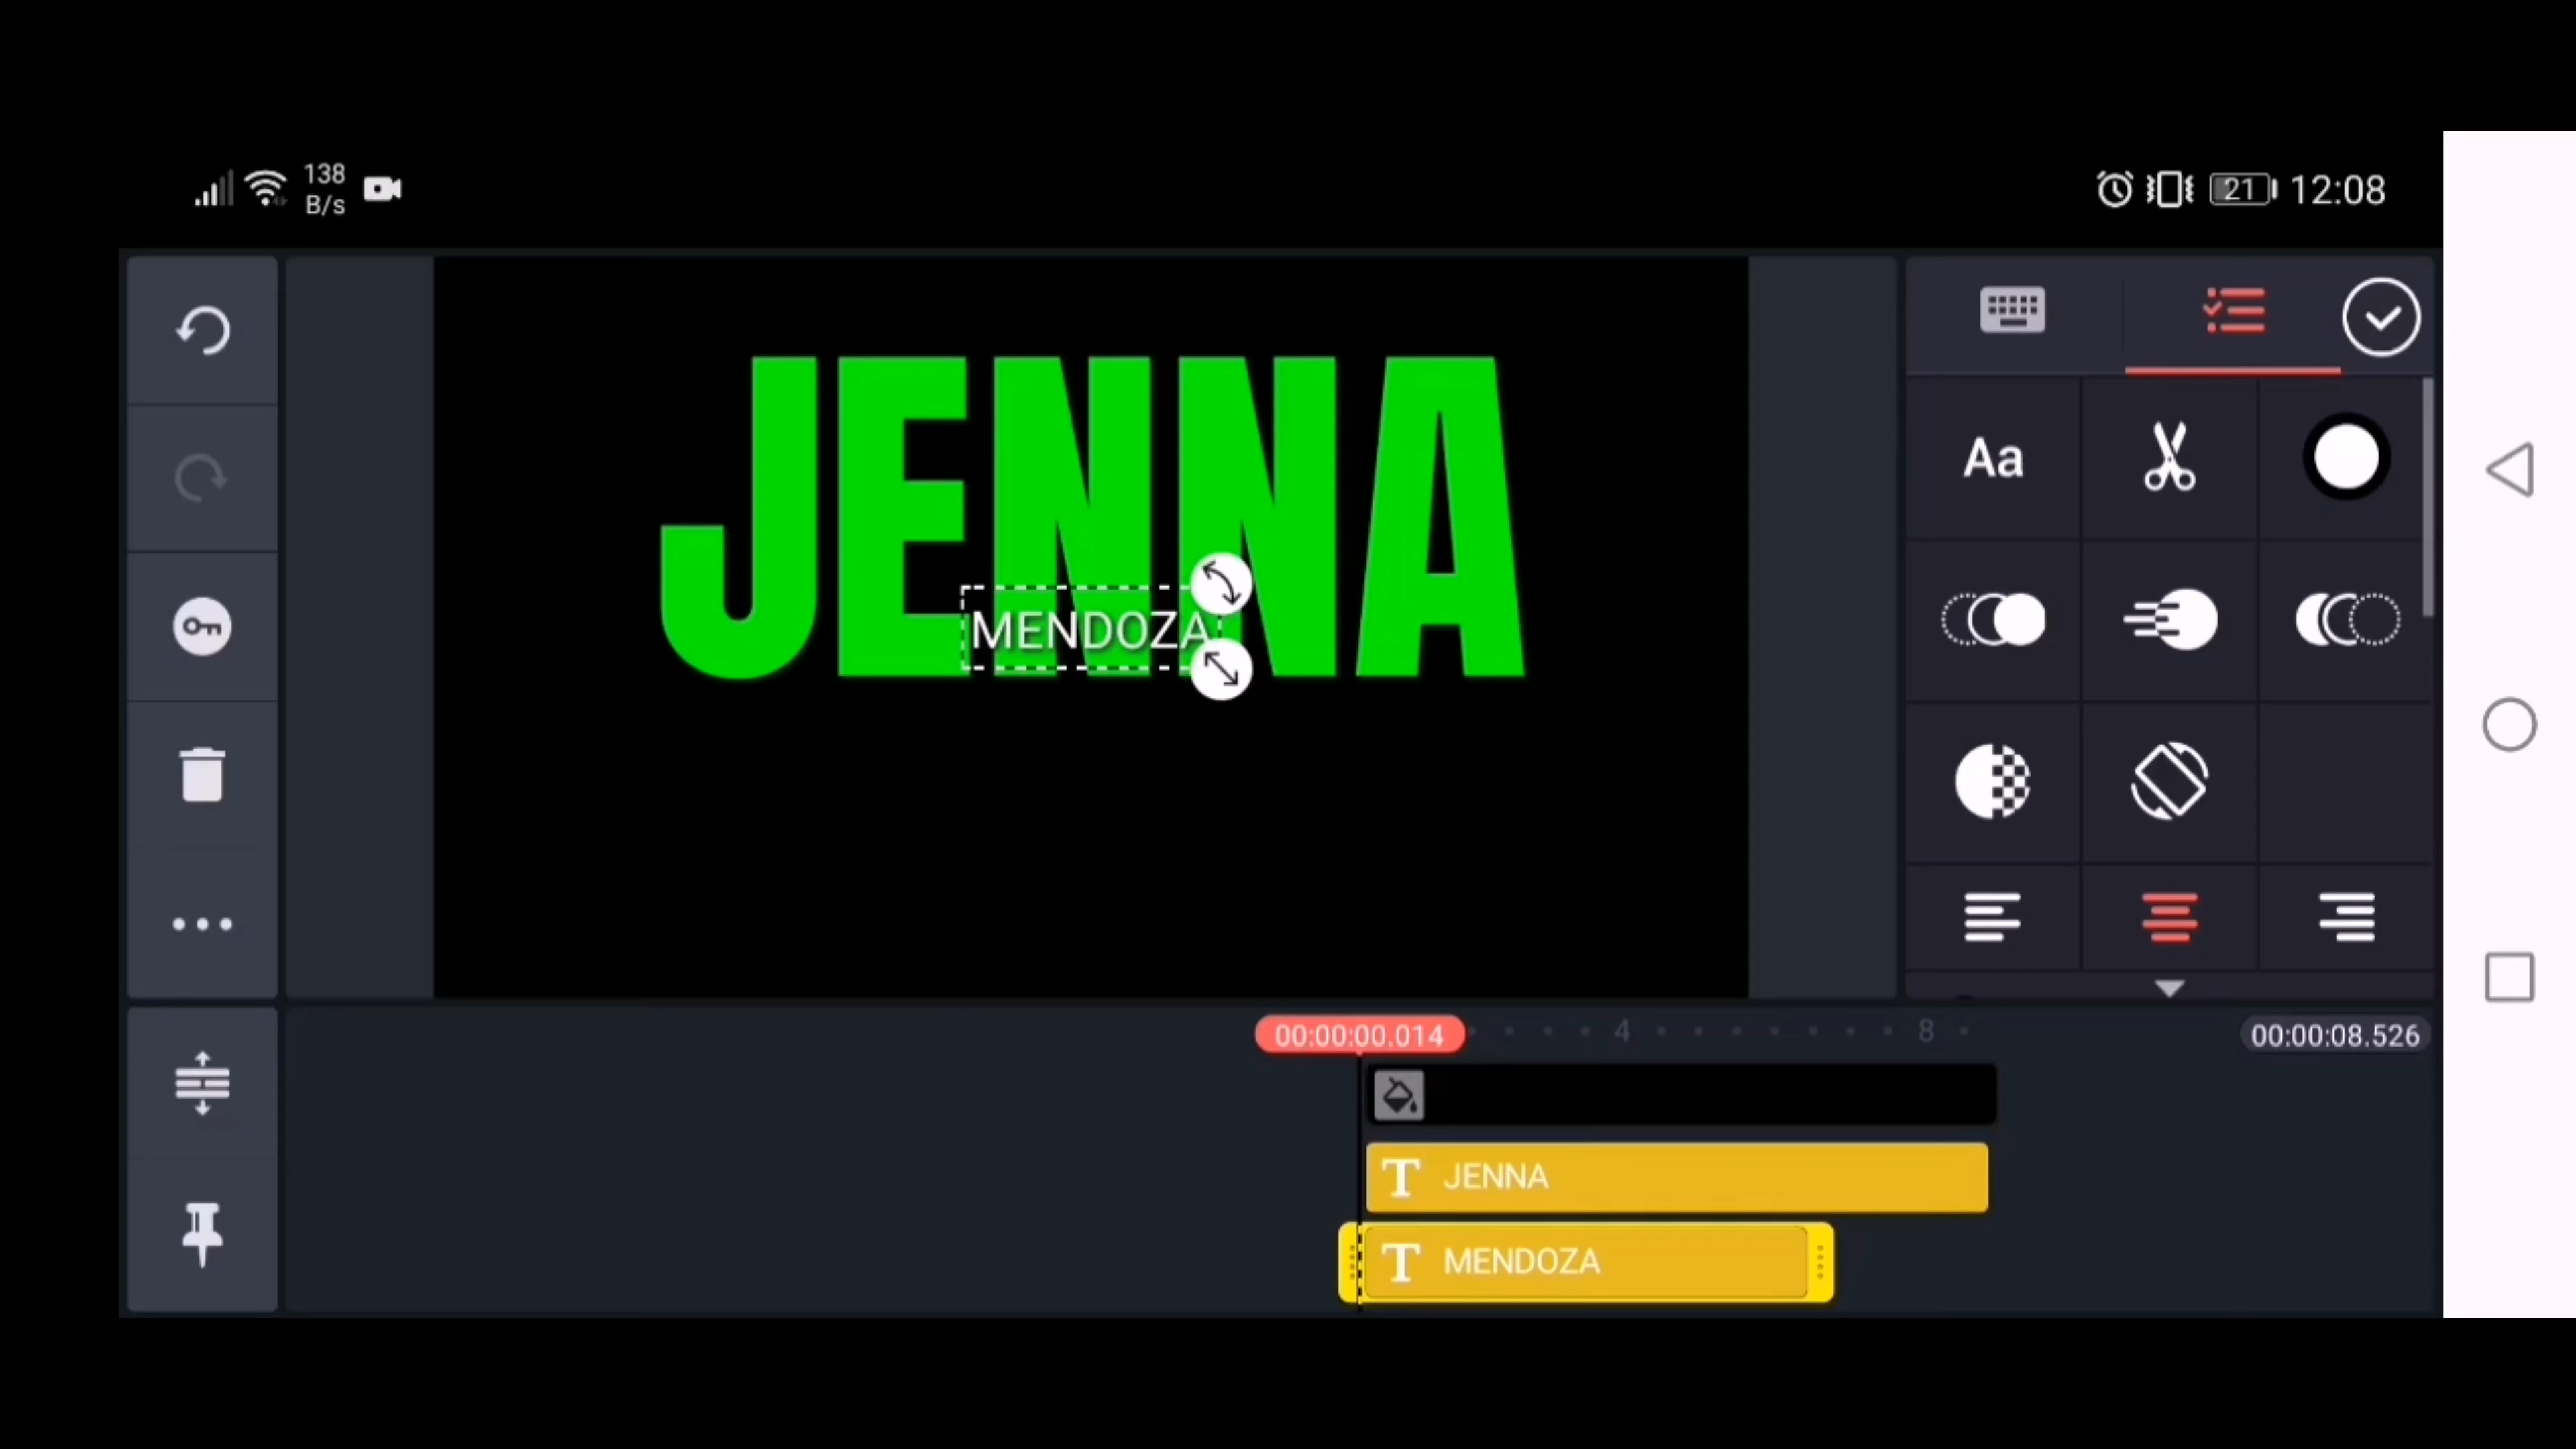 138
B/s
21 12:08
JENNA
MENDOZA
Aa
00:00:00.014 4 8 00:00:08.526
T JENNA
T MENDOZA